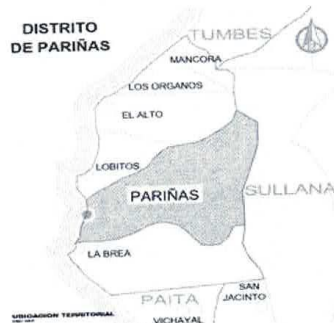 DISTRITO
DE PARIÑAS
TUMBES
MANCORA
LOS ORGANOS
EL ALTO
LOBITOS
PARIÑAS
SULLANA
LA BREA
SAN
JACINTO
PAITA
UBICACION TERRITORIAL
VICHAYAL